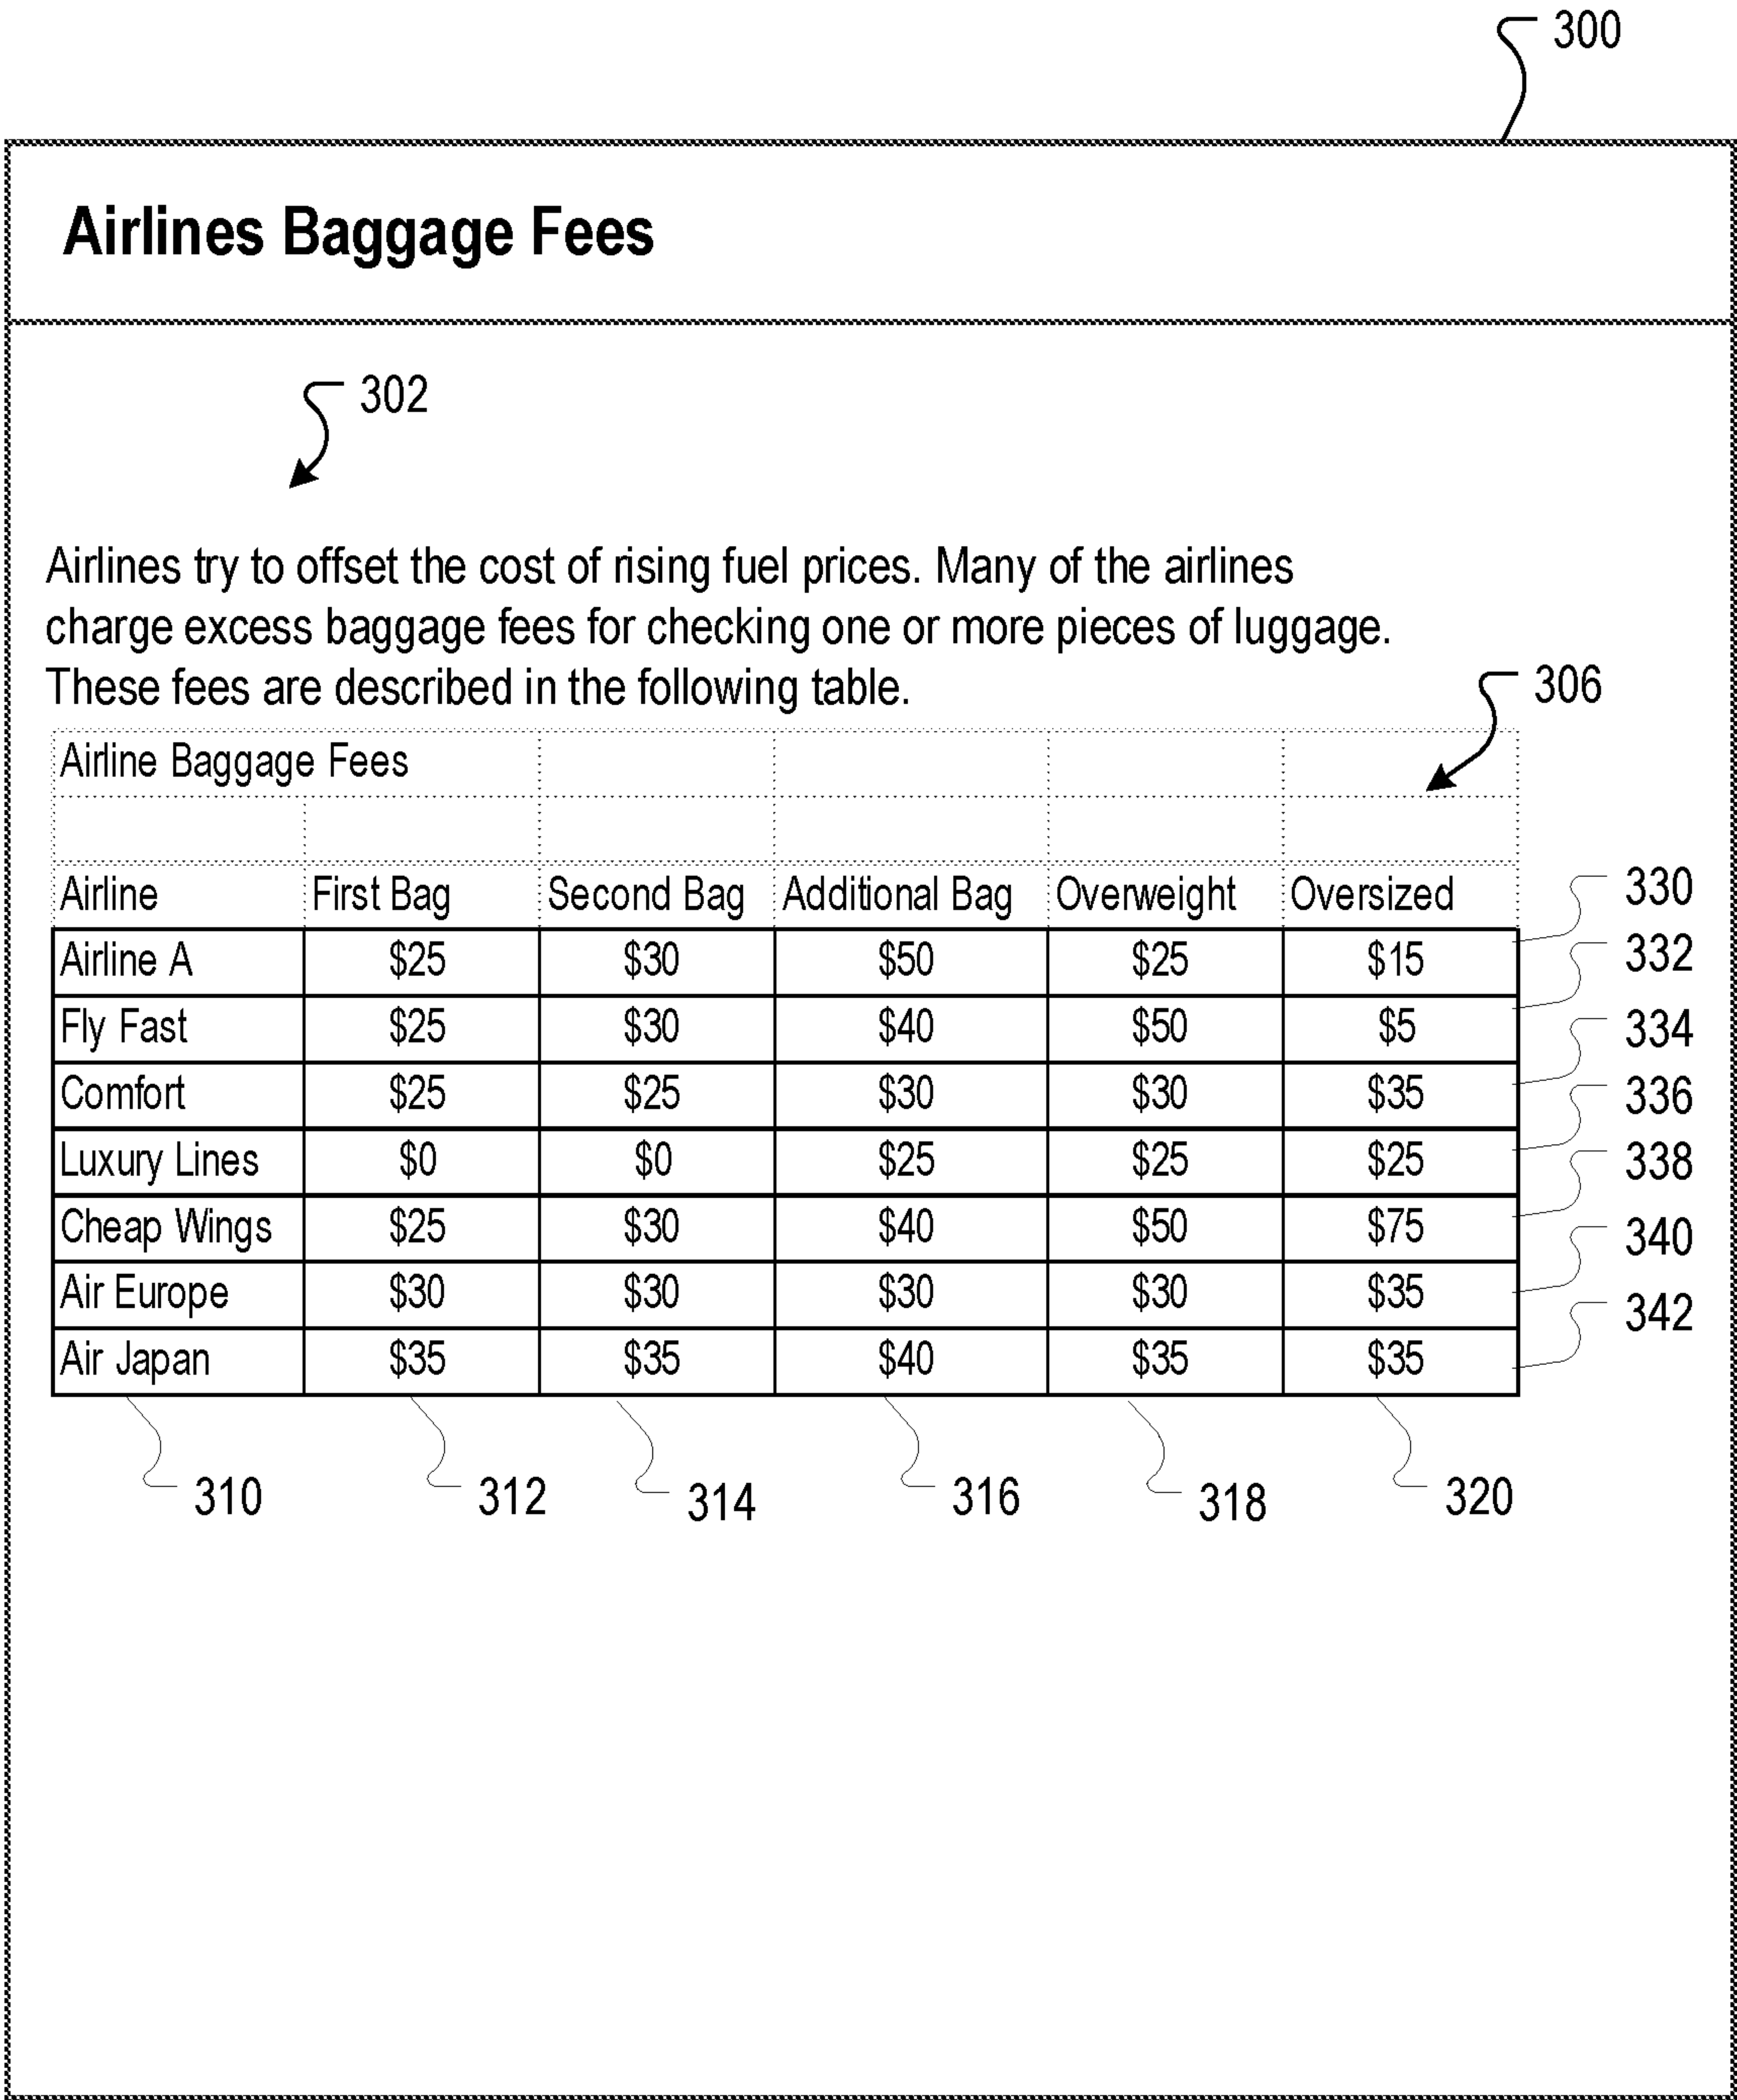 300
Airlines Baggage Fees
302
Airlines try to offset the cost of rising fuel prices. Many of the airlines
charge excess baggage fees for checking one or more pieces of luggage.
These fees are described in the following table.
306
Airline Baggage Fees
Airline First Bag Second Bag Additional Bag Overweight Oversized 330
Airline A $25 $30 $50 $25 $15 332
Fly Fast $25 $30 $40 $50 $5 334
Comfort $25 $25 $30 $30 $35 336
Luxury Lines $0 $0 $25 $25 $25 338
Cheap Wings $25 $30 $40 $50 $75 340
Air Europe $30 $30 $30 $30 $35 342
Air Japan $35 $35 $40 $35 $35
310 312 314 316 318 320